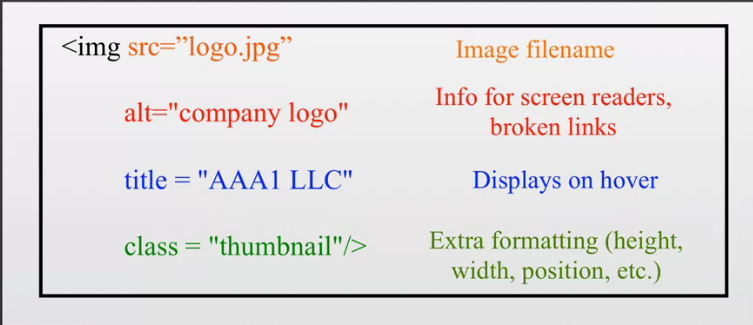 <img src=”logo.jpg” Image filename
alt="company logo" Info for screen readers,
broken links
title = "AAA1 LLC" Displays on hover
class = "thumbnail"/> Extra formatting (height,
width, position, etc.)